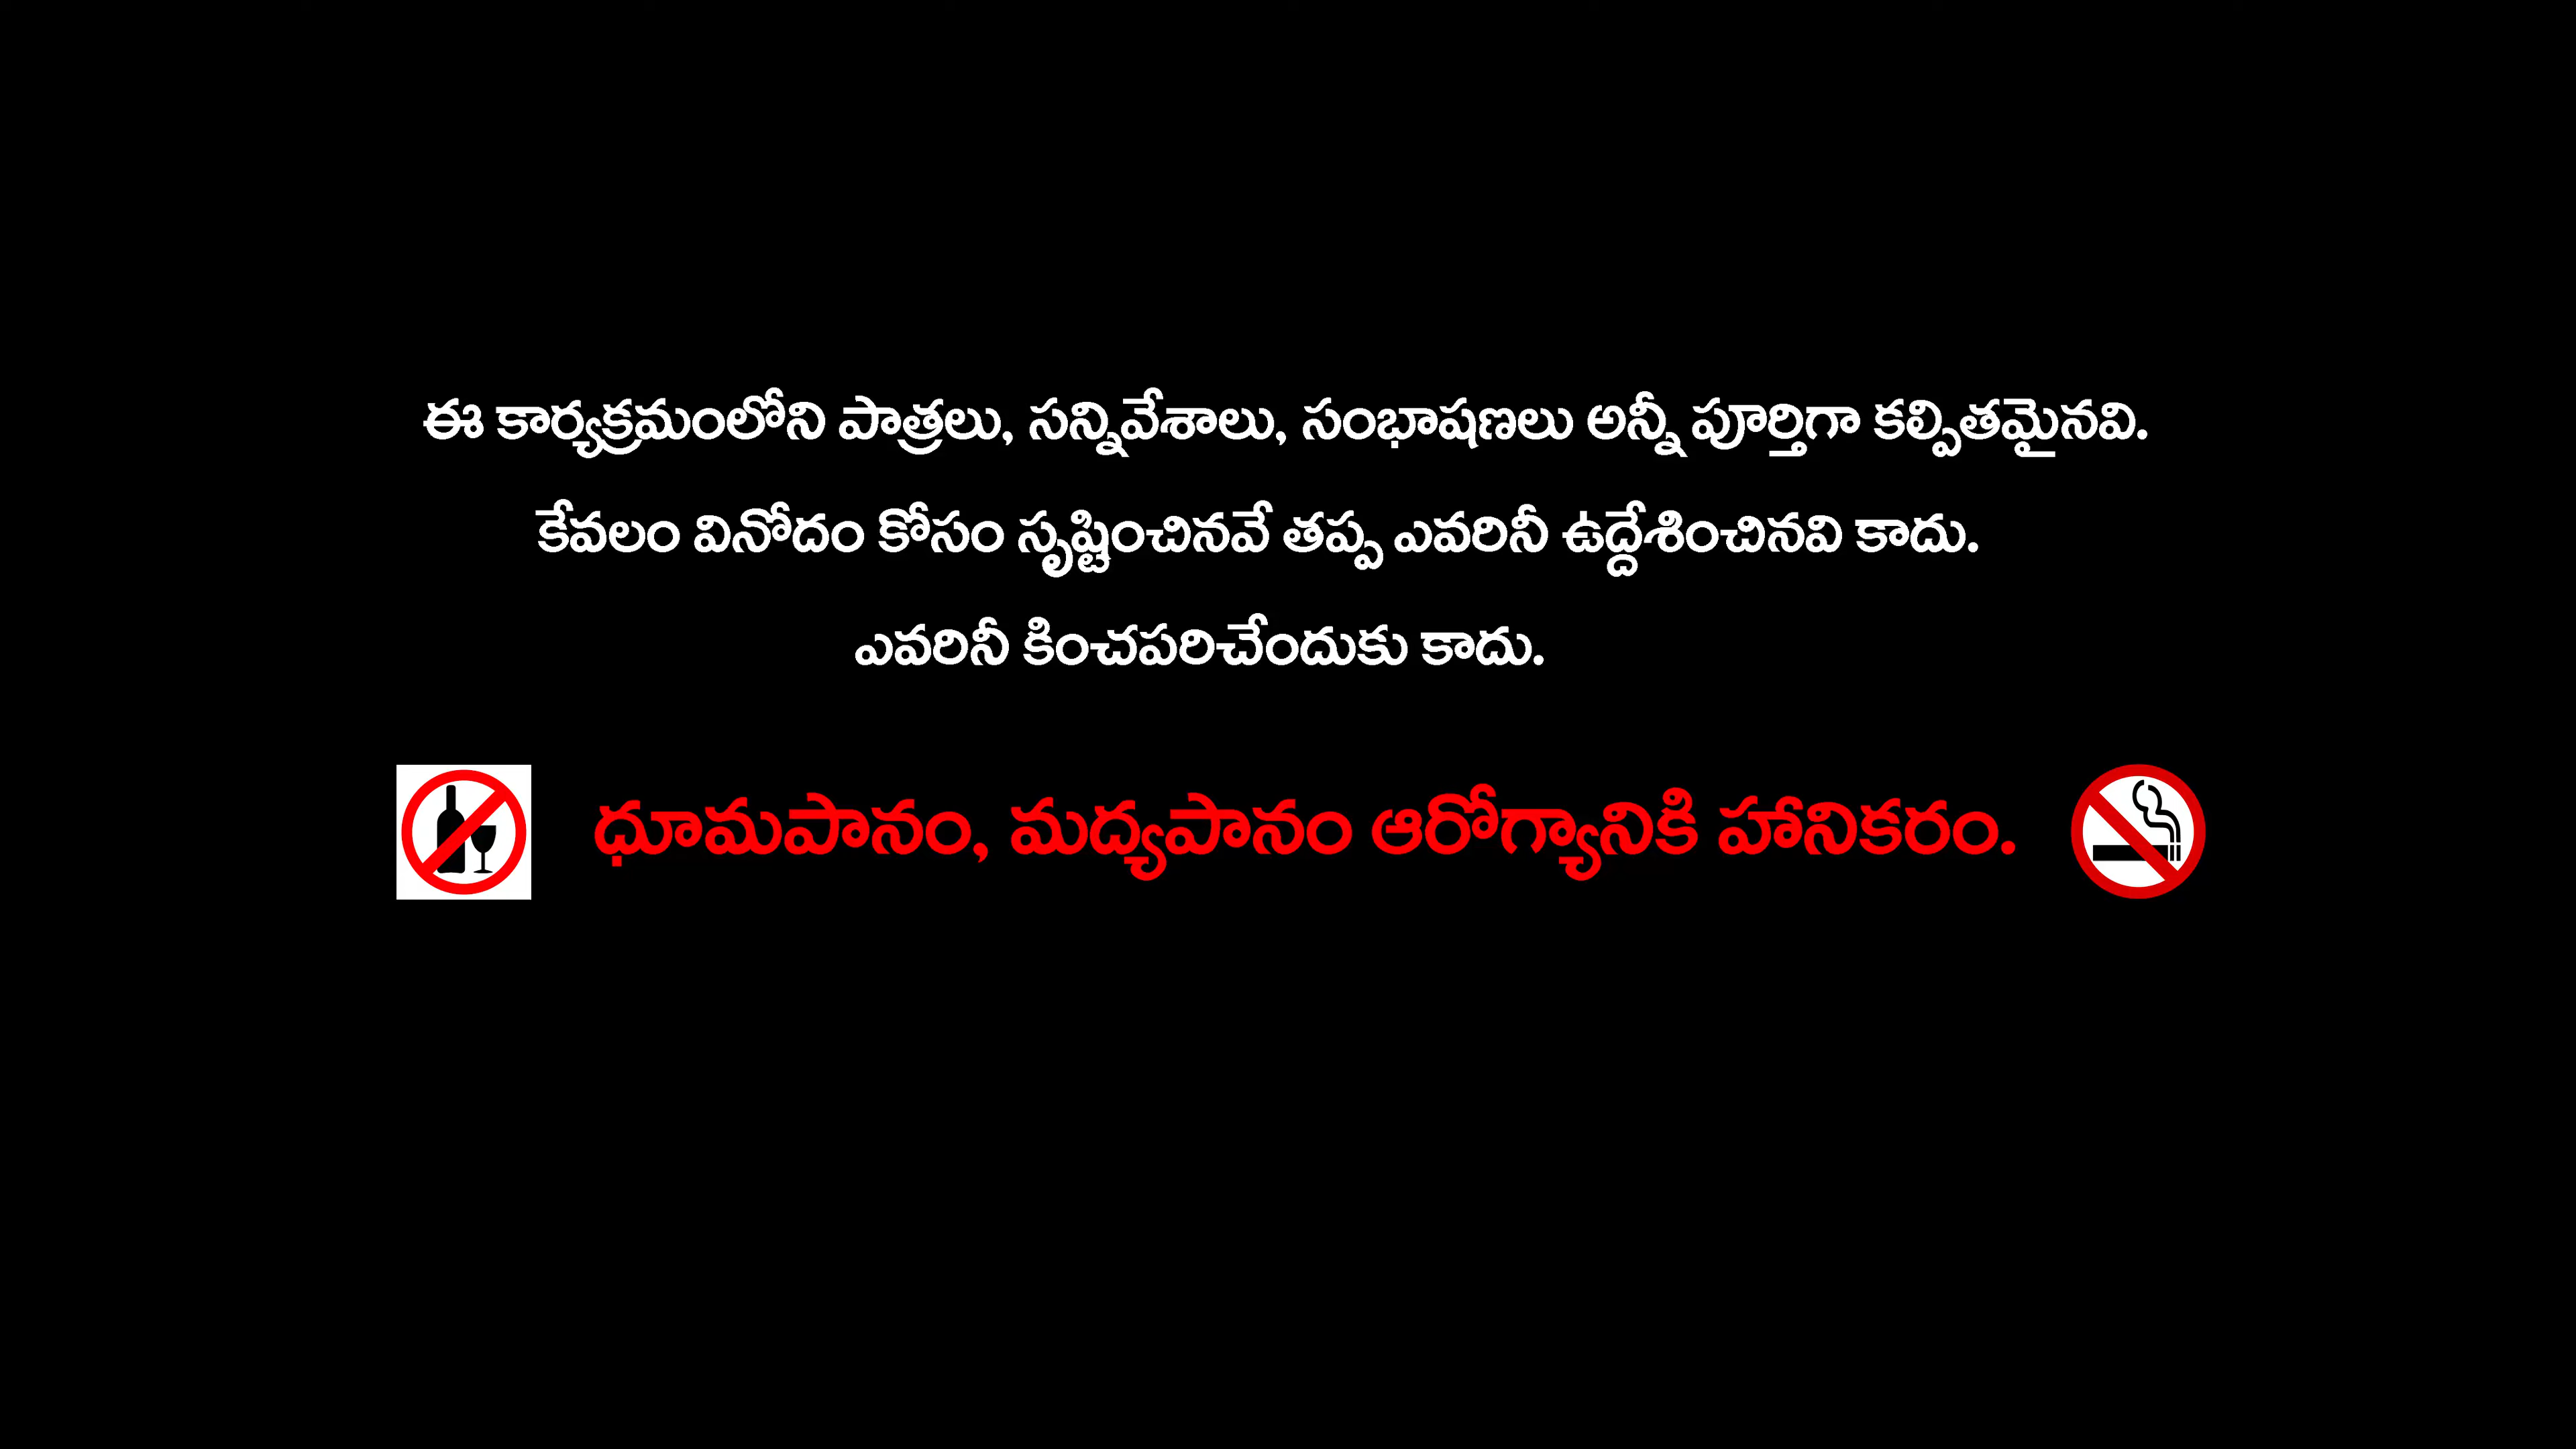 ఈ కార్యక్రమంలోని పాత్రలు, సన్నివేశాలు, సంభాషణలు అన్నీ పూర్తిగా కల్పితమైనవి.
కేవలం వినోదం కోసం సృష్టించినవే తప్ప ఎవరినీ ఉద్దేశించినవి కాదు.
ఎవరినీ కించపరిచేందుకు కాదు.
ధూమపానం, మద్యపానం ఆరోగ్యానికి హానికరం.